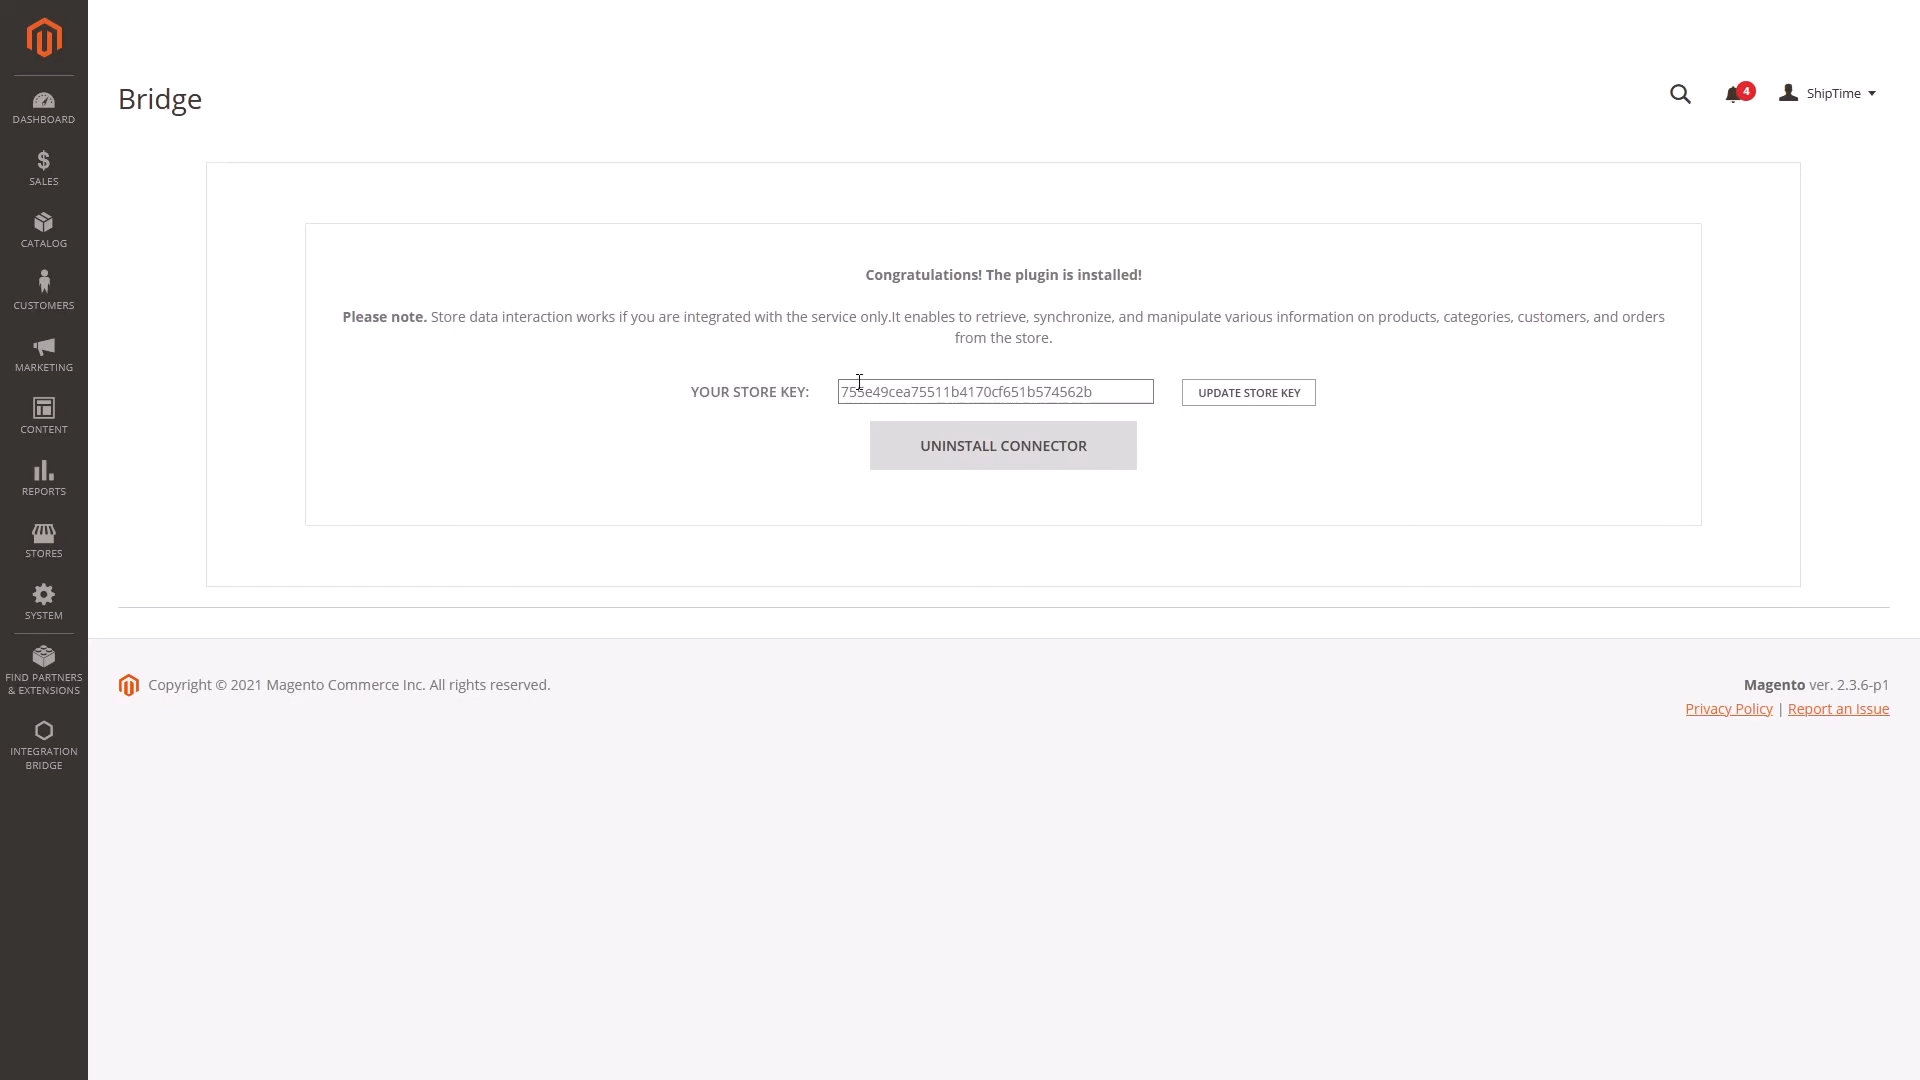 Bridge
4
ShipTime
DASHBOARD
SALES
CATALOG
CUSTOMERS
MARKETING
CONTENT
REPORTS
STORES
SYSTEM
FIND PARTNERS
& EXTENSIONS
INTEGRATION
BRIDGE
Congratulations! The plugin is installed!
Please note. Store data interaction works if you are integrated with the service only.It enables to retrieve, synchronize, and manipulate various information on products, categories, customers, and orders
from the store.
YOUR STORE KEY: 755e49cea75511b4170cf651b574562b UPDATE STORE KEY
UNINSTALL CONNECTOR
Copyright © 2021 Magento Commerce Inc. All rights reserved.
Magento ver. 2.3.6-p1
Privacy Policy | Report an Issue